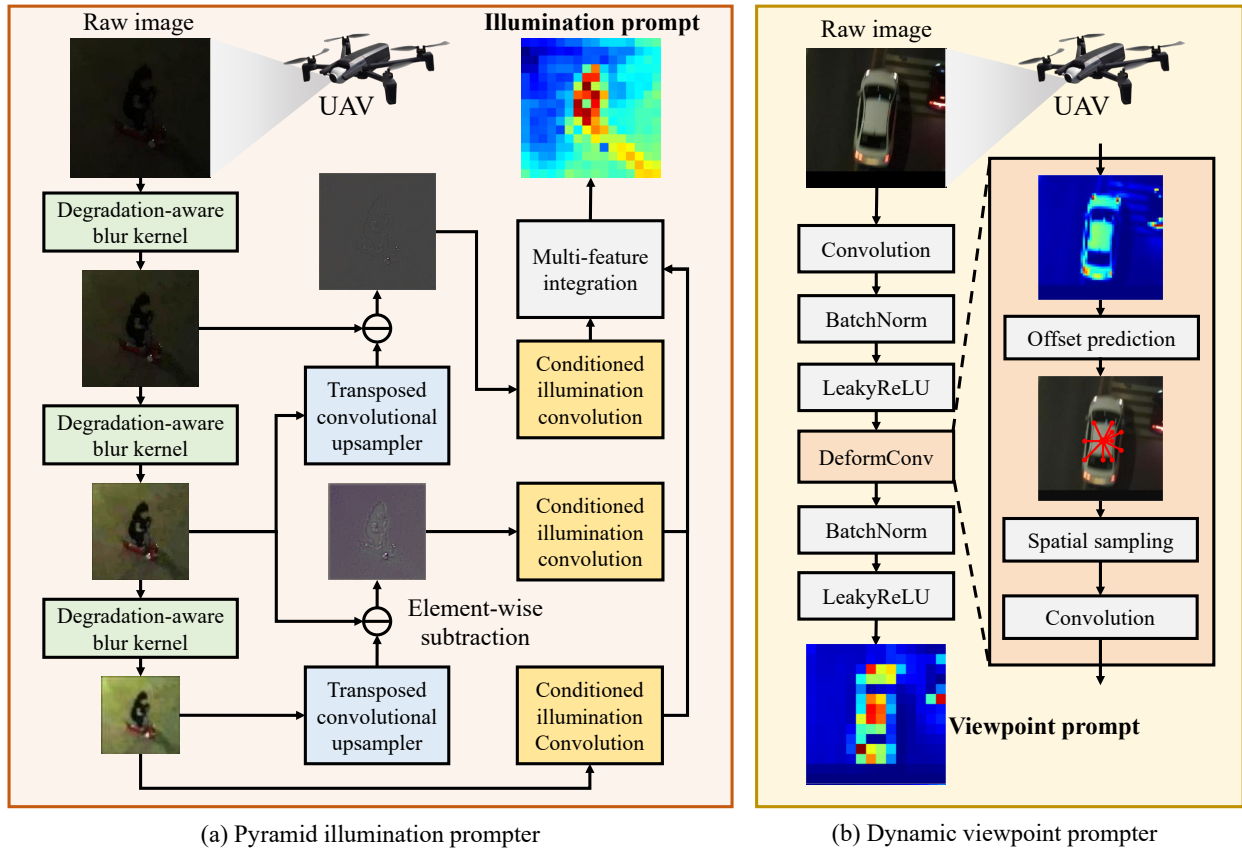 Raw image
UAV
Illumination prompt
Degradation-aware
blur kernel
Degradation-aware
blur kernel
Degradation-aware
blur kernel
Transposed
convolutional
upsampler
Multi-feature
integration
Conditioned
illumination
convolution
Conditioned
illumination
convolution
Element-wise
subtraction
Transposed
convolutional
upsampler
Conditioned
illumination
Convolution
(a) Pyramid illumination prompter
Raw image
UAV
Convolution
BatchNorm
LeakyReLU
DeformConv
BatchNorm
LeakyReLU
Offset prediction
Spatial sampling
Convolution
Viewpoint prompt
(b) Dynamic viewpoint prompter